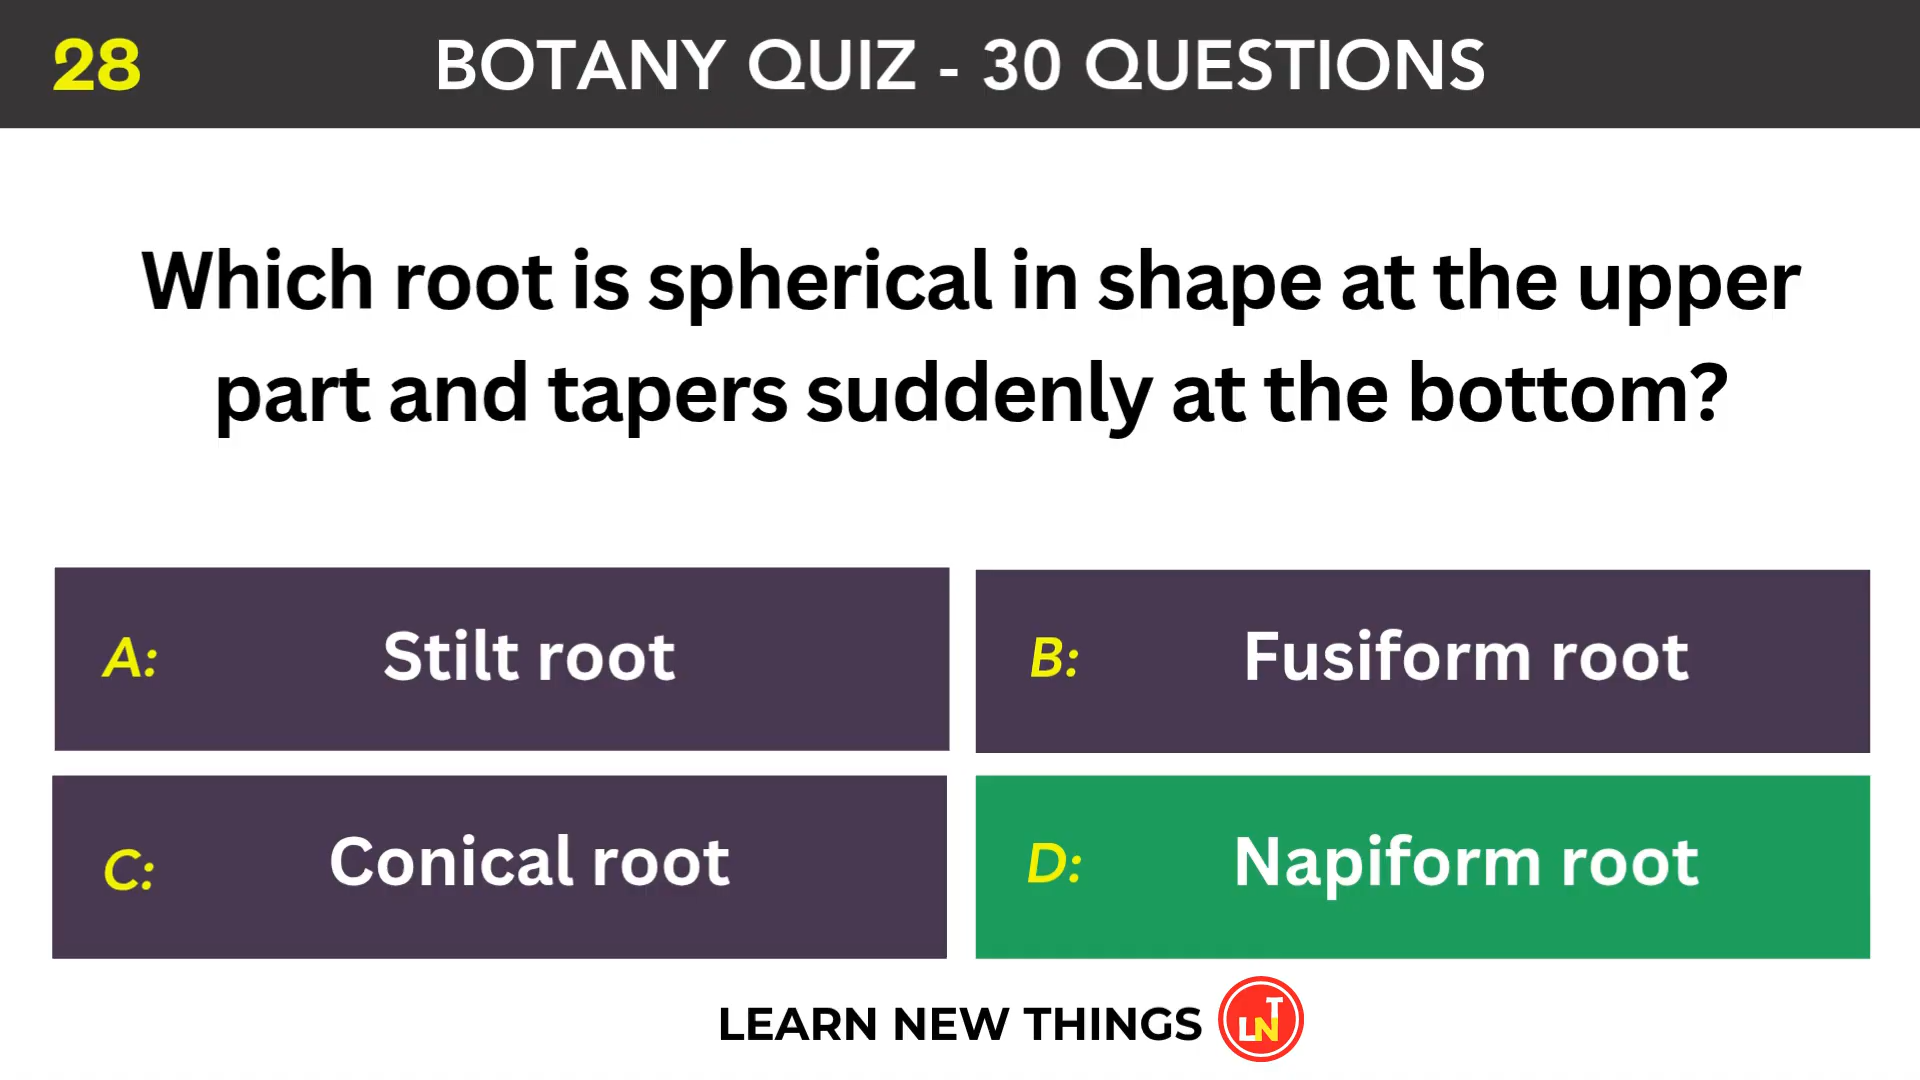 28
BOTANY QUIZ - 30 QUESTIONS
Which root is spherical in shape at the upper
part and tapers suddenly at the bottom?
A: Stilt root
B: Fusiform root
C: Conical root
D: Napiform root
LEARN NEW THINGS
LNT